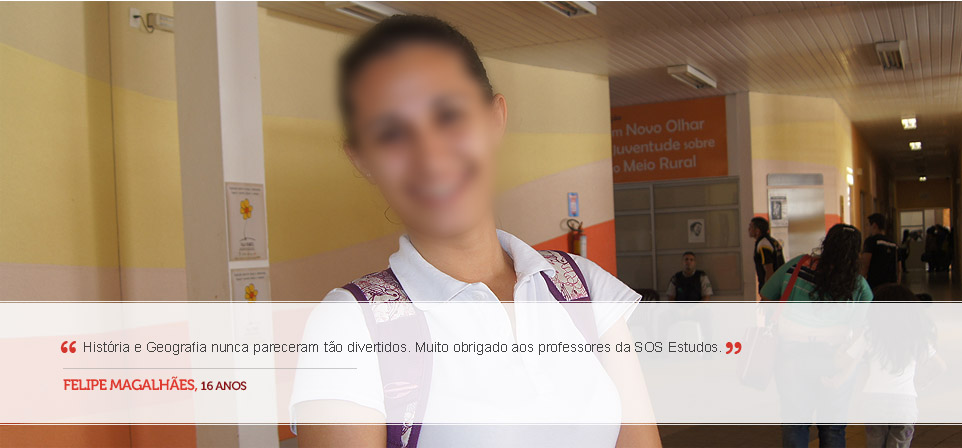 m Novo Olhar
Juventude sobre
o Meio Rural
“ História e Geografia nunca pareceram tão divertidos. Muito obrigado aos professores da SOS Estudos. ”
FELIPE MAGALHÃES, 16 ANOS